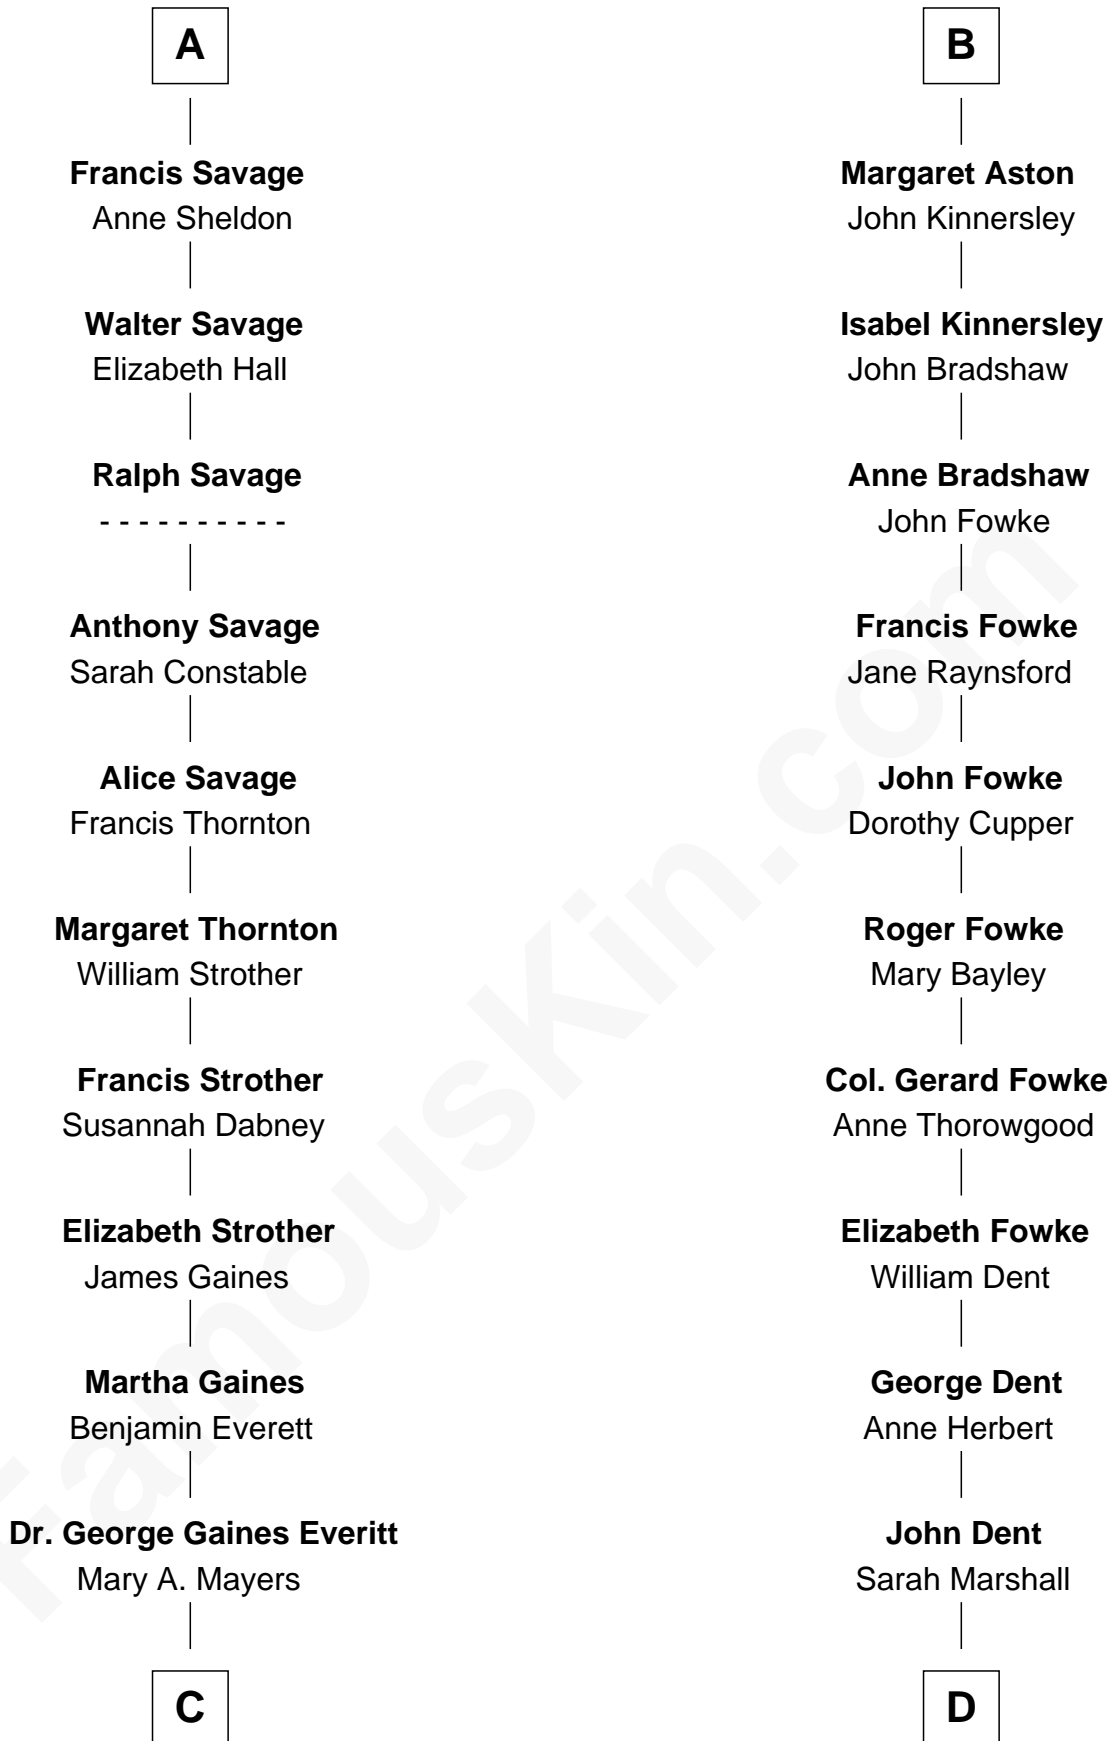 A
Francis Savage
Anne Sheldon
Walter Savage
Elizabeth Hall
Ralph Savage
- - - - - - - - - -
Anthony Savage
Sarah Constable
Alice Savage
Francis Thornton
Margaret Thornton
William Strother
Francis Strother
Susannah Dabney
Elizabeth Strother
James Gaines
Martha Gaines
Benjamin Everett
Dr. George Gaines Everitt
Mary A. Mayers
C
B
Margaret Aston
John Kinnersley
Isabel Kinnersley
John Bradshaw
Anne Bradshaw
John Fowke
Francis Fowke
Jane Raynsford
John Fowke
Dorothy Cupper
Roger Fowke
Mary Bayley
Col. Gerard Fowke
Anne Thorowgood
Elizabeth Fowke
William Dent
George Dent
Anne Herbert
John Dent
Sarah Marshall
D
FamousKin.com